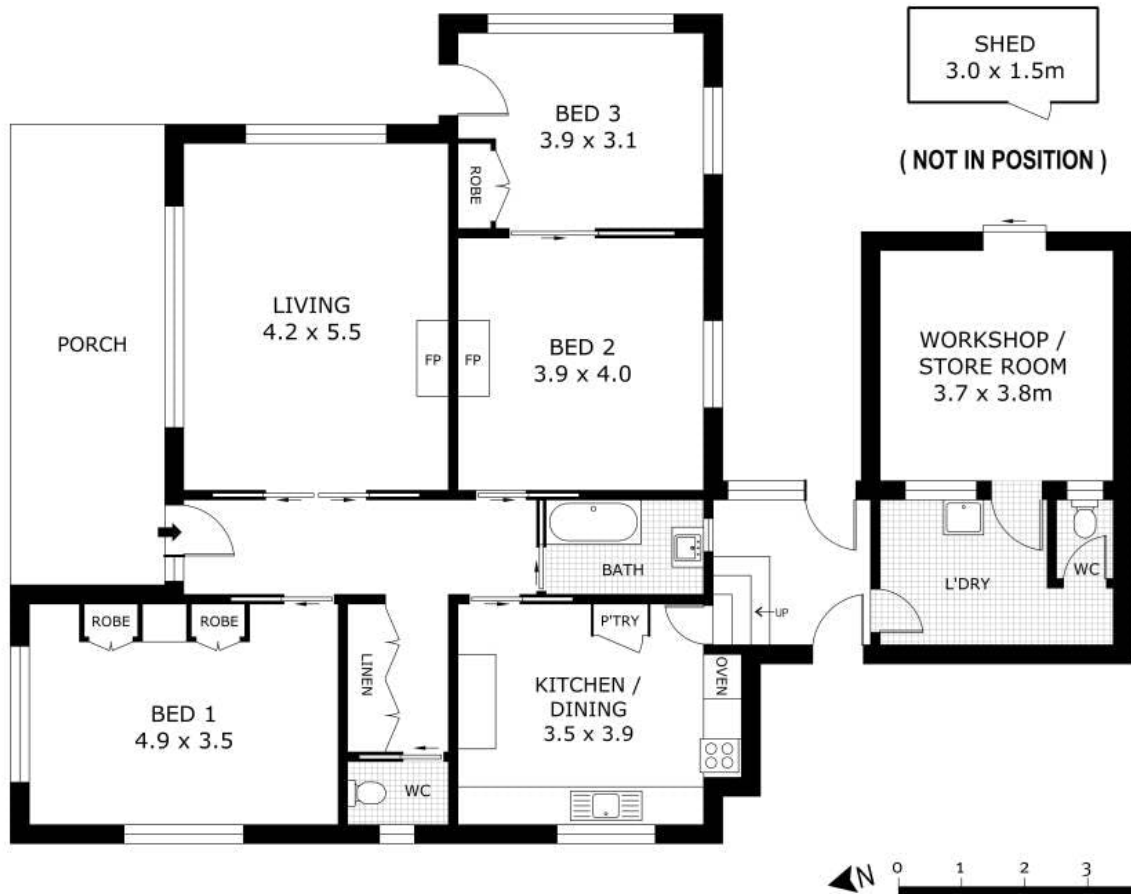 SHED
3.0 x 1.5m
( NOT IN POSITION )
BED 3
3.9 x 3.1
ROBE
LIVING
4.2 x 5.5
PORCH
FP
FP
BED 2
3.9 x 4.0
WORKSHOP /
STORE ROOM
3.7 x 3.8m
BATH
L'DRY
WC
UP
ROBE
ROBE
P'TRY
LINEN
OVEN
BED 1
4.9 x 3.5
KITCHEN /
DINING
3.5 x 3.9
WC
N
0 1 2 3